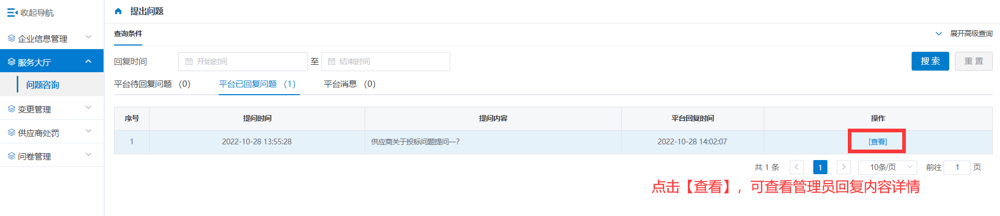 收起导航
企业信息管理
服务大厅
问题咨询
变更管理
供应商处罚
问卷管理
提出问题
查询条件
展开高级查询
回复时间 开始时间 至 结束时间 搜索 重置
平台待回复问题 (0) 平台已回复问题 (1) 平台消息 (0)
序号 提问时间 提问内容 平台回复时间 操作
1 2022-10-28 13:55:28 供应商关于投标问题提问一? 2022-10-28 14:02:07 [查看]
共 1 条 1 10条/页 前往 1 页
点击【查看】，可查看管理员回复内容详情